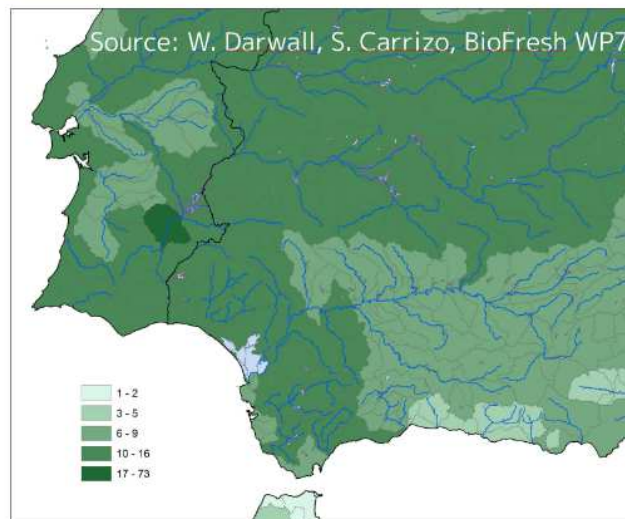 Source: W. Darwall, S. Carrizo, BioFresh WP7
1 - 2
3 - 5
6 - 9
10 - 16
17 - 73